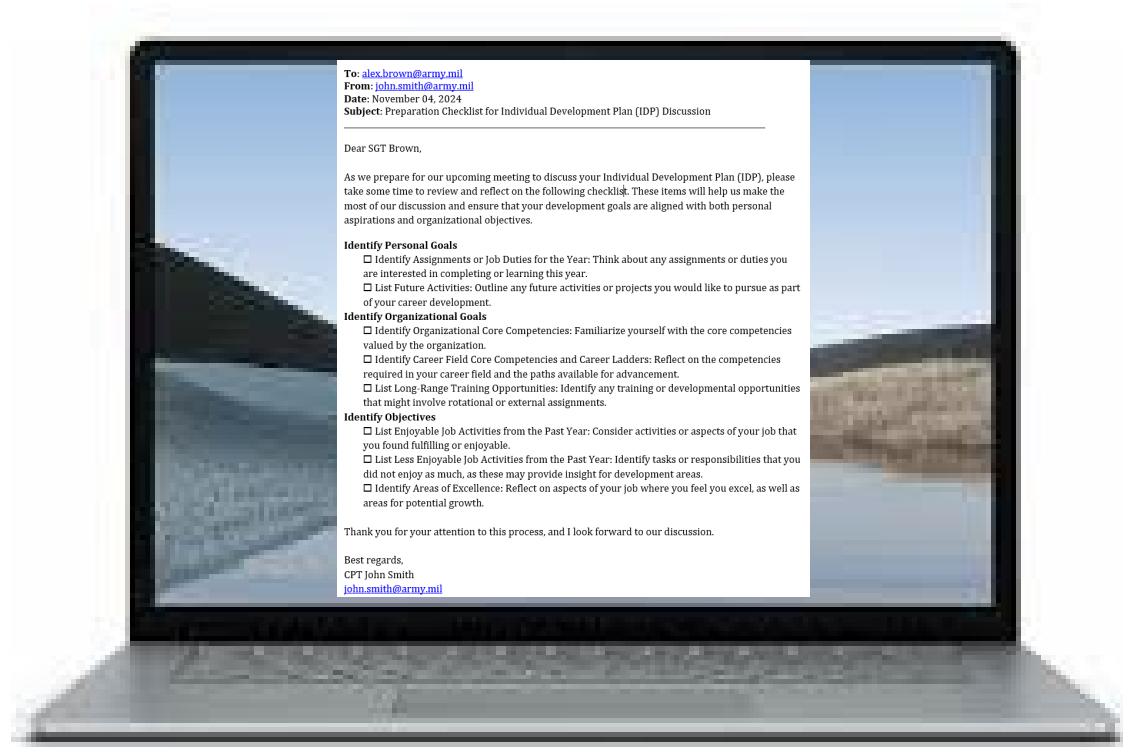 To: alex.brown@army.mil
From: john.smith@army.mil
Date: November 04, 2024
Subject: Preparation Checklist for Individual Development Plan (IDP) Discussion
Dear SGT Brown,
As we prepare for our upcoming meeting to discuss your Individual Development Plan (IDP), please
take some time to review and reflect on the following checklist. These items will help us make the
most of our discussion and ensure that your development goals are aligned with both personal
aspirations and organizational objectives.
Identify Personal Goals
☐ Identify Assignments or Job Duties for the Year: Think about any assignments or duties you
are interested in completing or learning this year.
☐ List Future Activities: Outline any future activities or projects you would like to pursue as part
of your career development.
Identify Organizational Goals
☐ Identify Organizational Core Competencies: Familiarize yourself with the core competencies
valued by the organization.
☐ Identify Career Field Core Competencies and Career Ladders: Reflect on the competencies
required in your career field and the paths available for advancement.
☐ List Long-Range Training Opportunities: Identify any training or developmental opportunities
that might involve rotational or external assignments.
Identify Objectives
☐ List Enjoyable Job Activities from the Past Year: Consider activities or aspects of your job that
you found fulfilling or enjoyable.
☐ List Less Enjoyable Job Activities from the Past Year: Identify tasks or responsibilities that you
did not enjoy as much, as these may provide insight for development areas.
☐ Identify Areas of Excellence: Reflect on aspects of your job where you feel you excel, as well as
areas for potential growth.
Thank you for your attention to this process, and I look forward to our discussion.
Best regards,
CPT John Smith
john.smith@army.mil